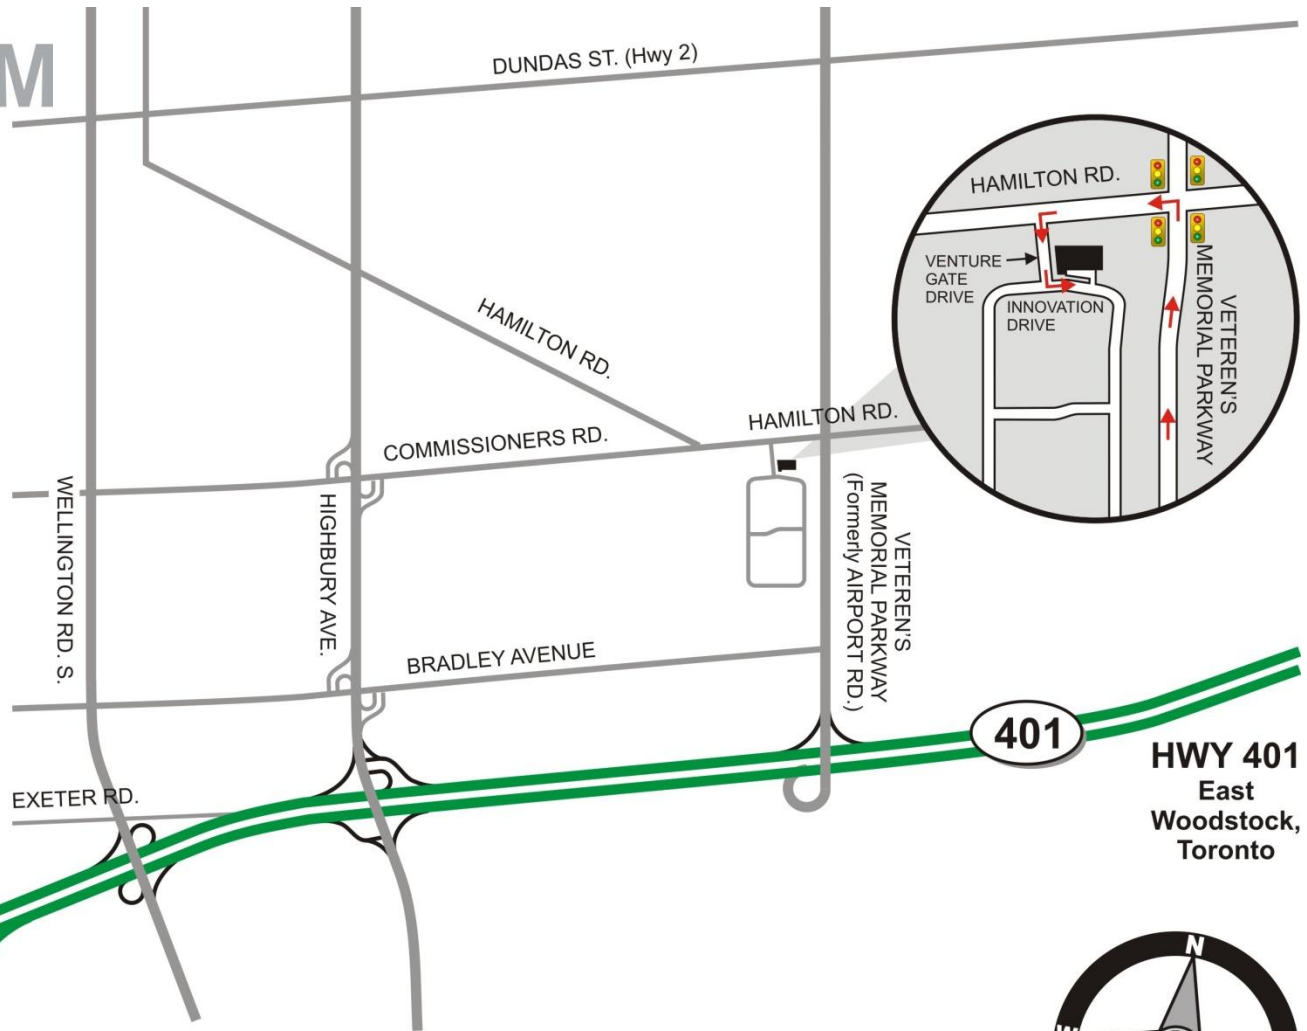 M
DUNDAS ST. (Hwy 2)
HAMILTON RD.
VENTURE
GATE
DRIVE
INNOVATION
DRIVE
VETEREN'S
MEMORIAL PARKWAY
HAMILTON RD.
HAMILTON RD.
COMMISSIONERS RD.
WELLINGTON RD. S.
HIGHBURY AVE.
VETEREN'S
MEMORIAL PARKWAY
(Formerly AIRPORT RD.)
BRADLEY AVENUE
401
HWY 401
East
Woodstock,
Toronto
EXETER RD.
N
W